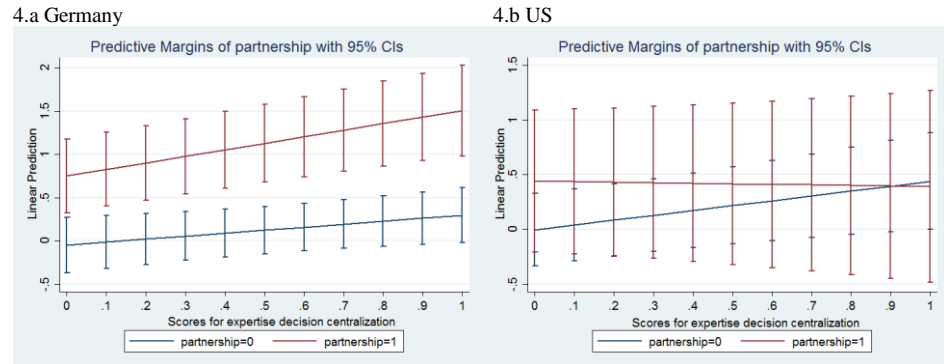 4.a Germany
4.b US
Predictive Margins of partnership with 95% CIs
Linear Prediction
2
1.5
1
.5
0
-.5
0 .1 .2 .3 .4 .5 .6 .7 .8 .9 1
Scores for expertise decision centralization
partnership=0 partnership=1
Predictive Margins of partnership with 95% CIs
Linear Prediction
1.5
1
.5
0
-.5
0 .1 .2 .3 .4 .5 .6 .7 .8 .9 1
Scores for expertise decision centralization
partnership=0 partnership=1